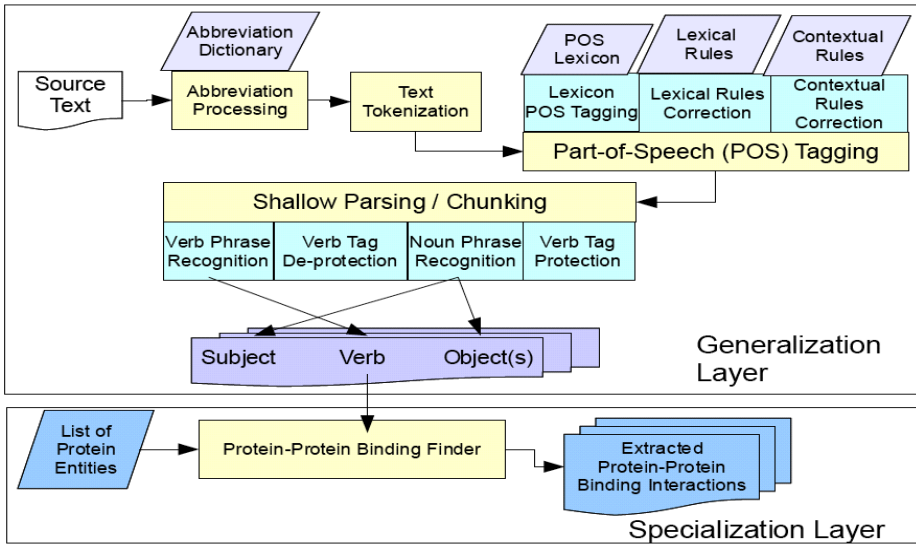 Abbreviation
Dictionary
POS
Lexicon
Lexical
Rules
Contextual
Rules
Source
Text
Abbreviation
Processing
Text
Tokenization
Lexicon
POS Tagging
Lexical Rules
Correction
Contextual
Rules
Correction
Part-of-Speech (POS) Tagging
Shallow Parsing / Chunking
Verb Phrase
Recognition
Verb Tag
De-protection
Noun Phrase
Recognition
Verb Tag
Protection
Subject
Verb
Object(s)
Generalization
Layer
List of
Protein
Entities
Protein-Protein Binding Finder
Extracted
Protein-Protein
Binding Interactions
Specialization Layer